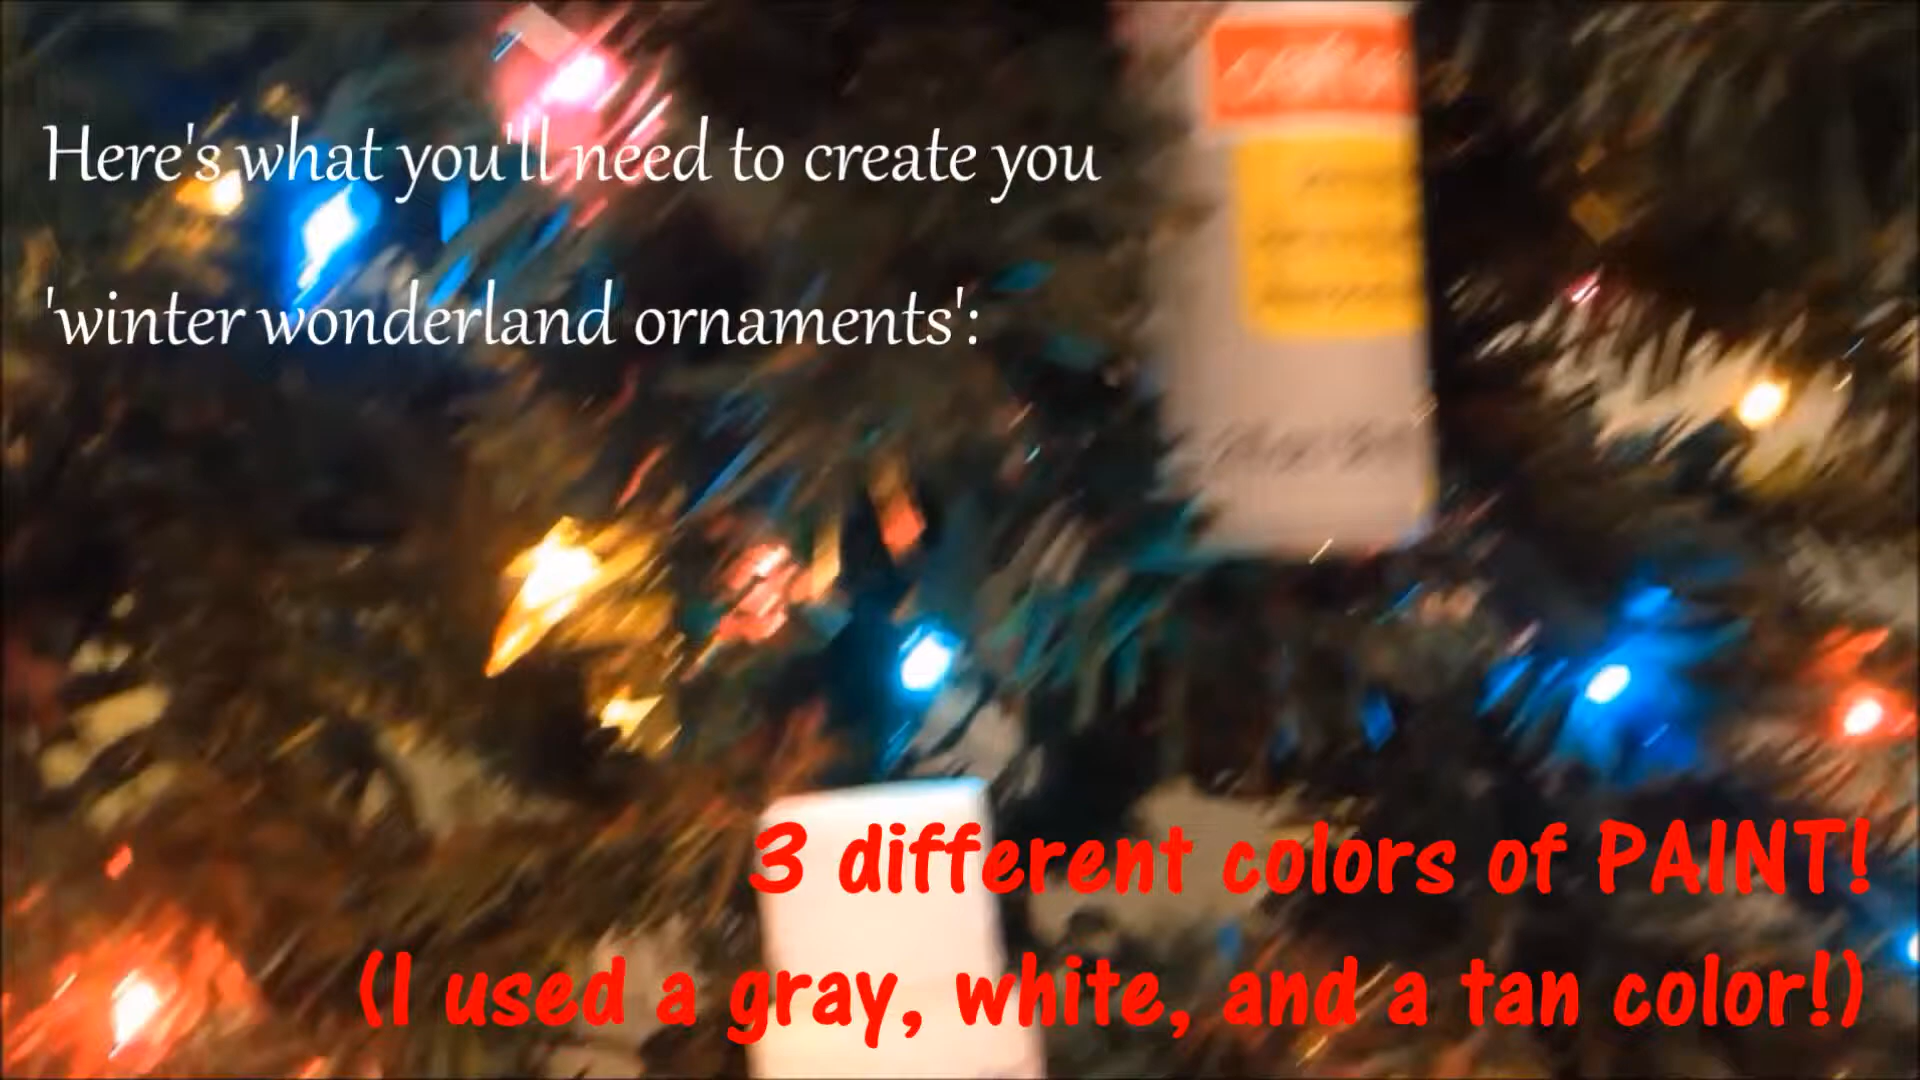 Here's what you'll need to create you
'winter wonderland ornaments':
3 different colors of PAINT!
(I used a gray, white, and a tan color!)